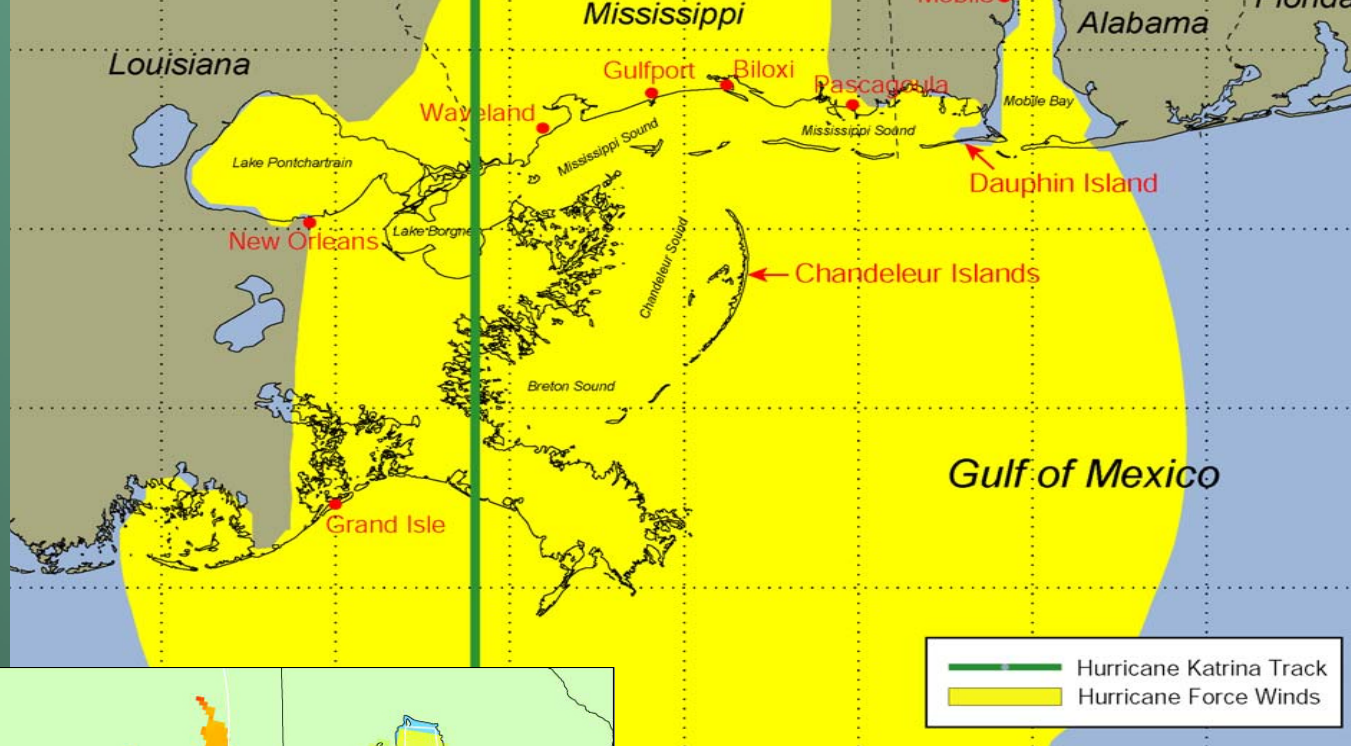 Mississippi
Mobile
Florida
Alabama
Louisiana
Gulfport
Biloxi
Pascagoula
Mobile Bay
Waveland
Mississippi Sound
Mississippi Sound
Lake Pontchartrain
Dauphin Island
New Orleans
Lake Borgne
Chandeleur Sound
Chandeleur Islands
Breton Sound
Gulf of Mexico
Grand Isle
Hurricane Katrina Track
Hurricane Force Winds